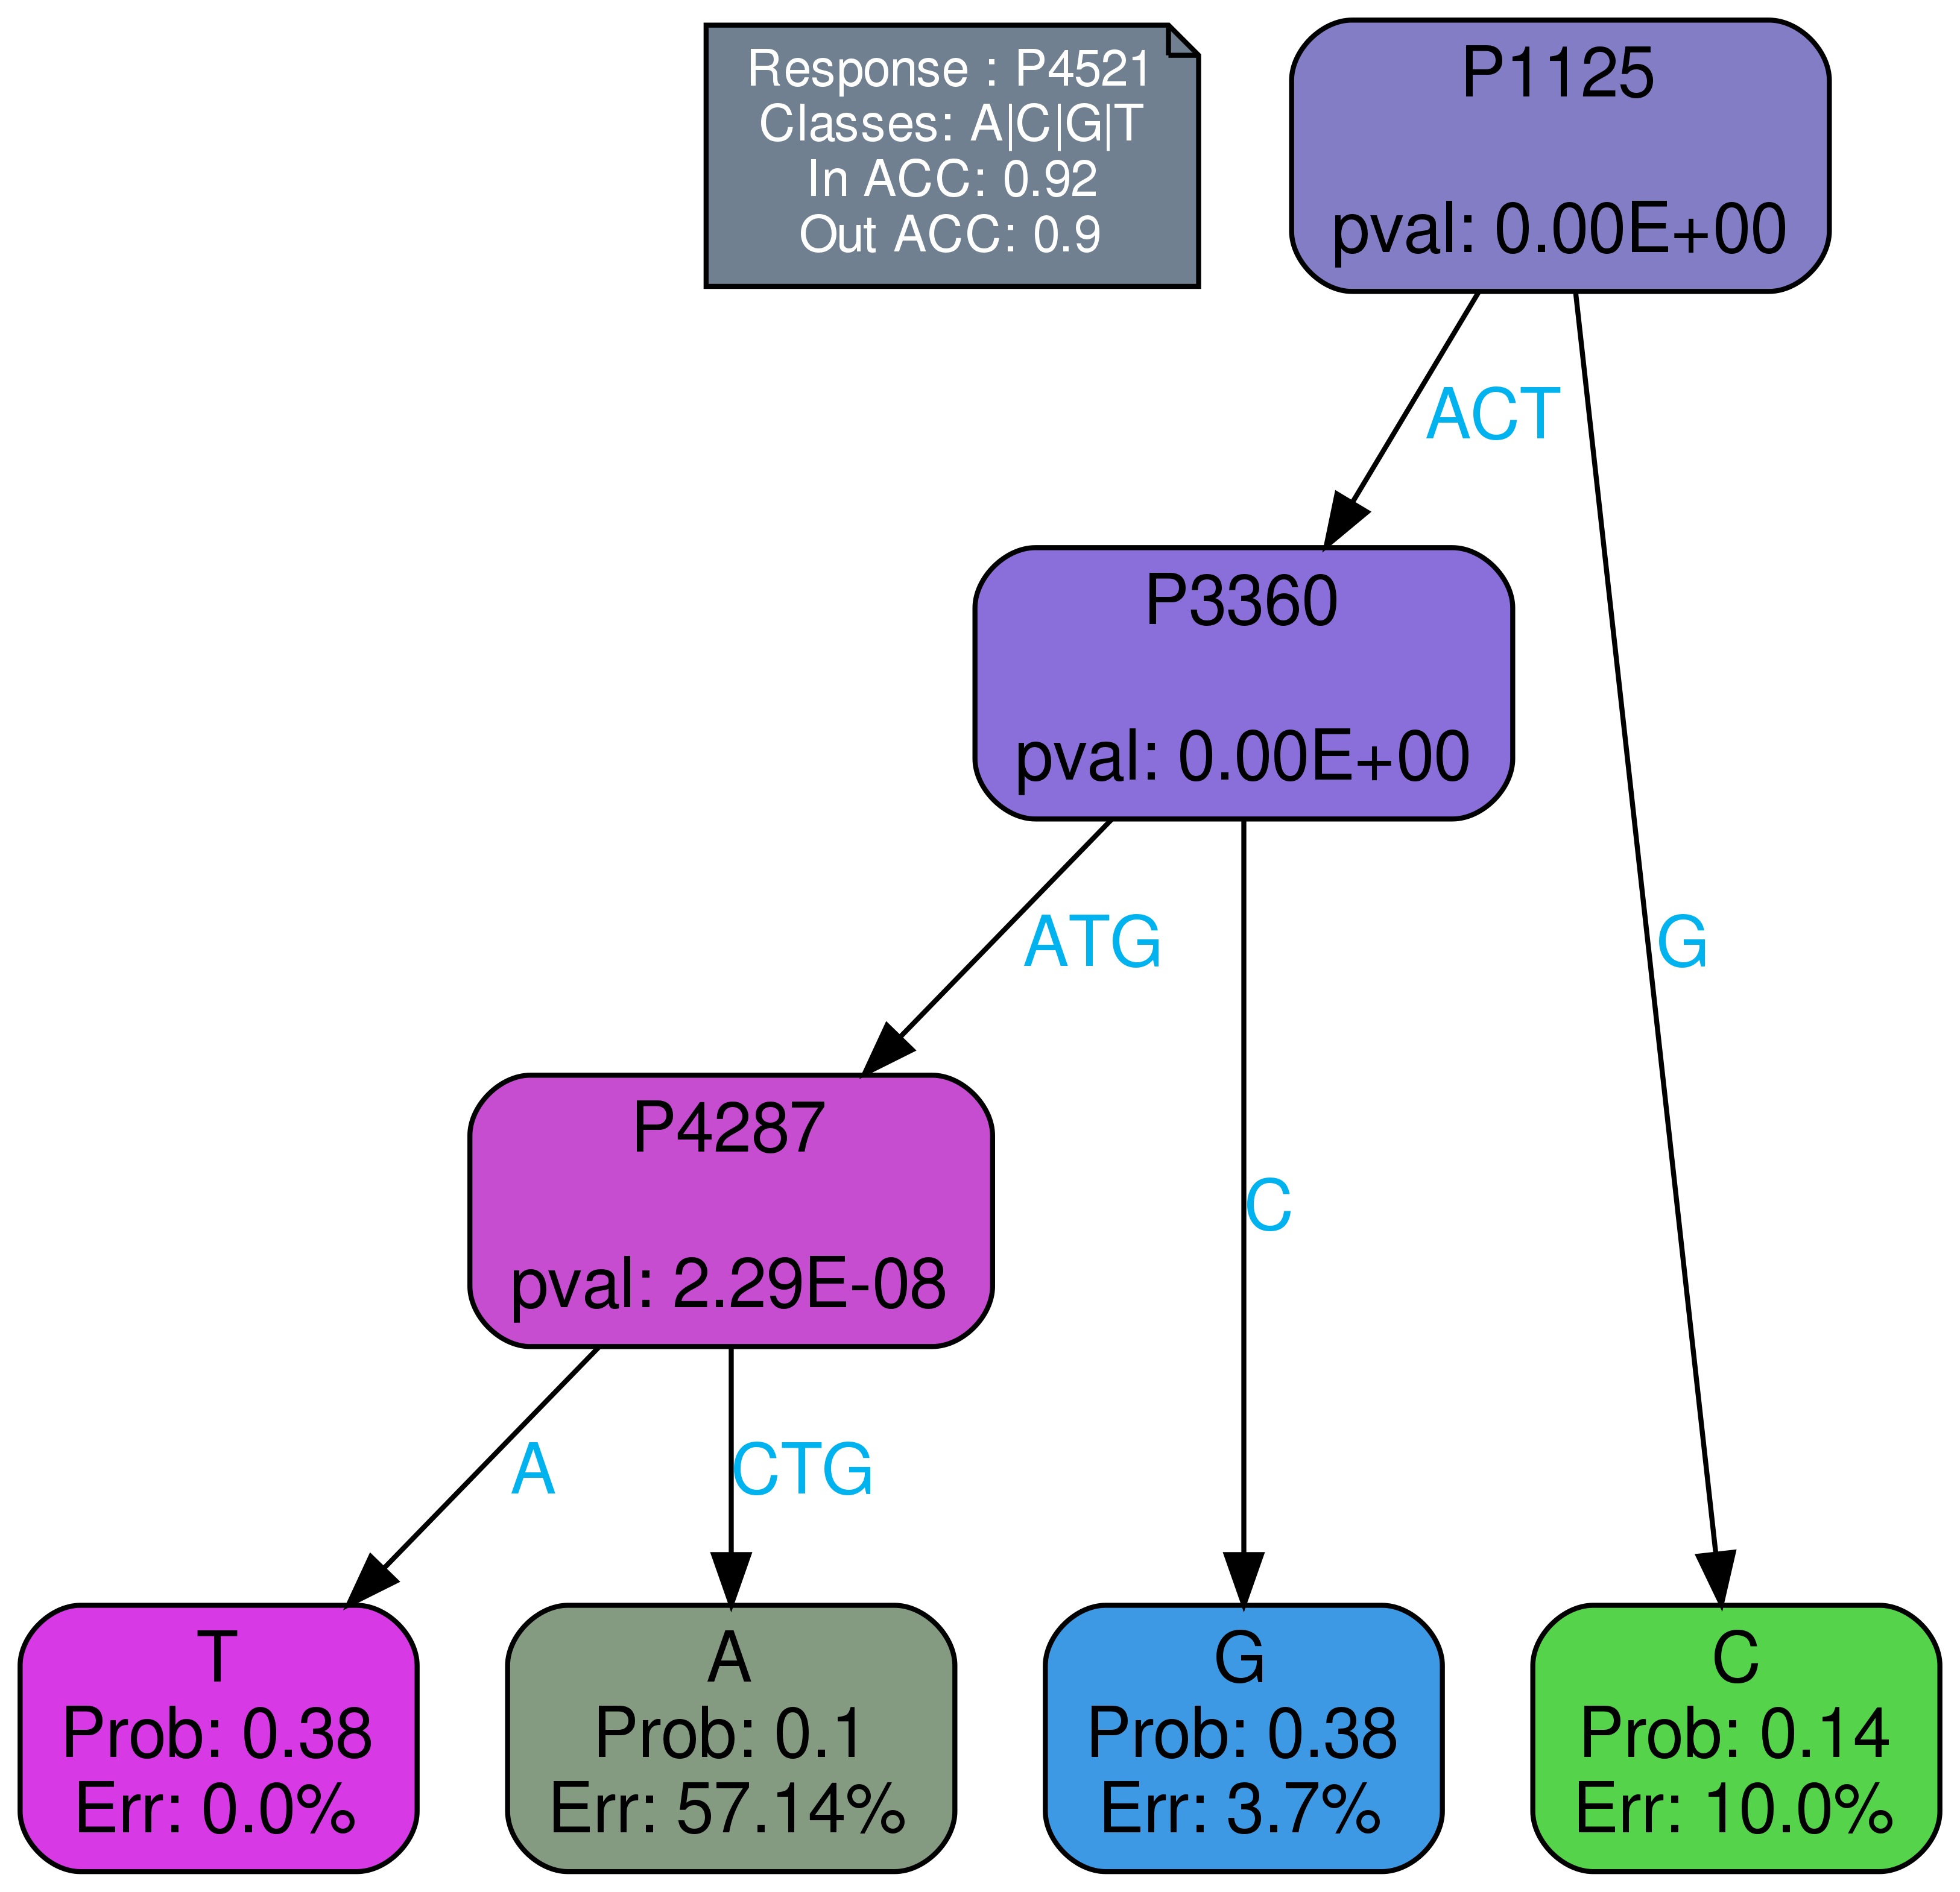 Response : P4521
Classes: A|C|G|T
In ACC: 0.92
Out ACC: 0.9
P1125
pval: 0.00E+00
ACT
G
P3360
pval: 0.00E+00
ATG
C
P4287
pval: 2.29E-08
A
CTG
T
Prob: 0.38
Err: 0.0%
A
Prob: 0.1
Err: 57.14%
G
Prob: 0.38
Err: 3.7%
C
Prob: 0.14
Err: 10.0%